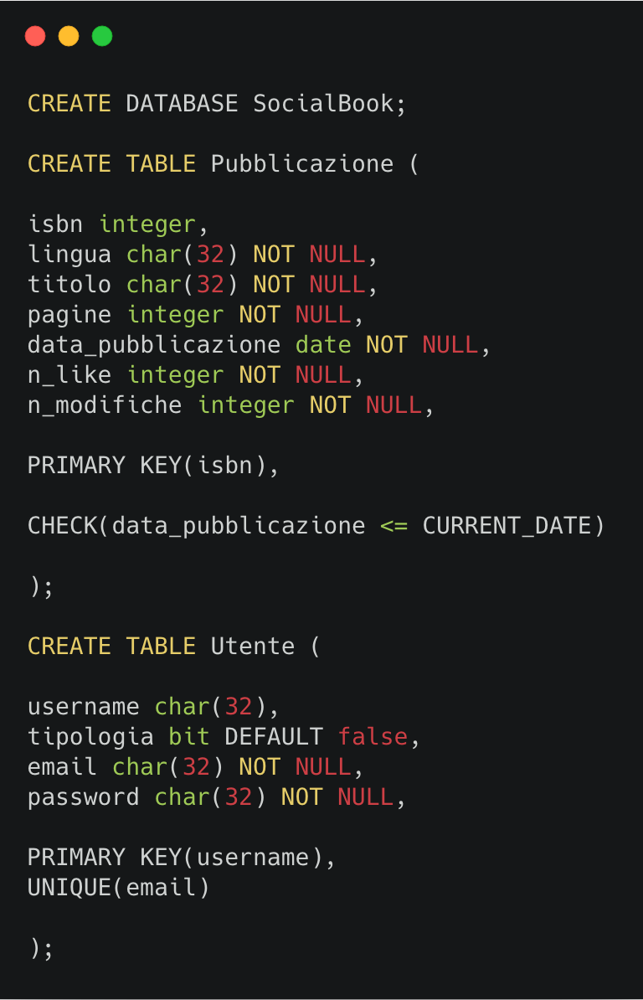 CREATE DATABASE SocialBook;
CREATE TABLE Pubblicazione (
isbn integer,
lingua char(32) NOT NULL,
titolo char(32) NOT NULL,
pagine integer NOT NULL,
data_pubblicazione date NOT NULL,
n_like integer NOT NULL,
n_modifiche integer NOT NULL,
PRIMARY KEY(isbn),
CHECK(data_pubblicazione <= CURRENT_DATE)
);
CREATE TABLE Utente (
username char(32),
tipologia bit DEFAULT false,
email char(32) NOT NULL,
password char(32) NOT NULL,
PRIMARY KEY(username),
UNIQUE(email)
);